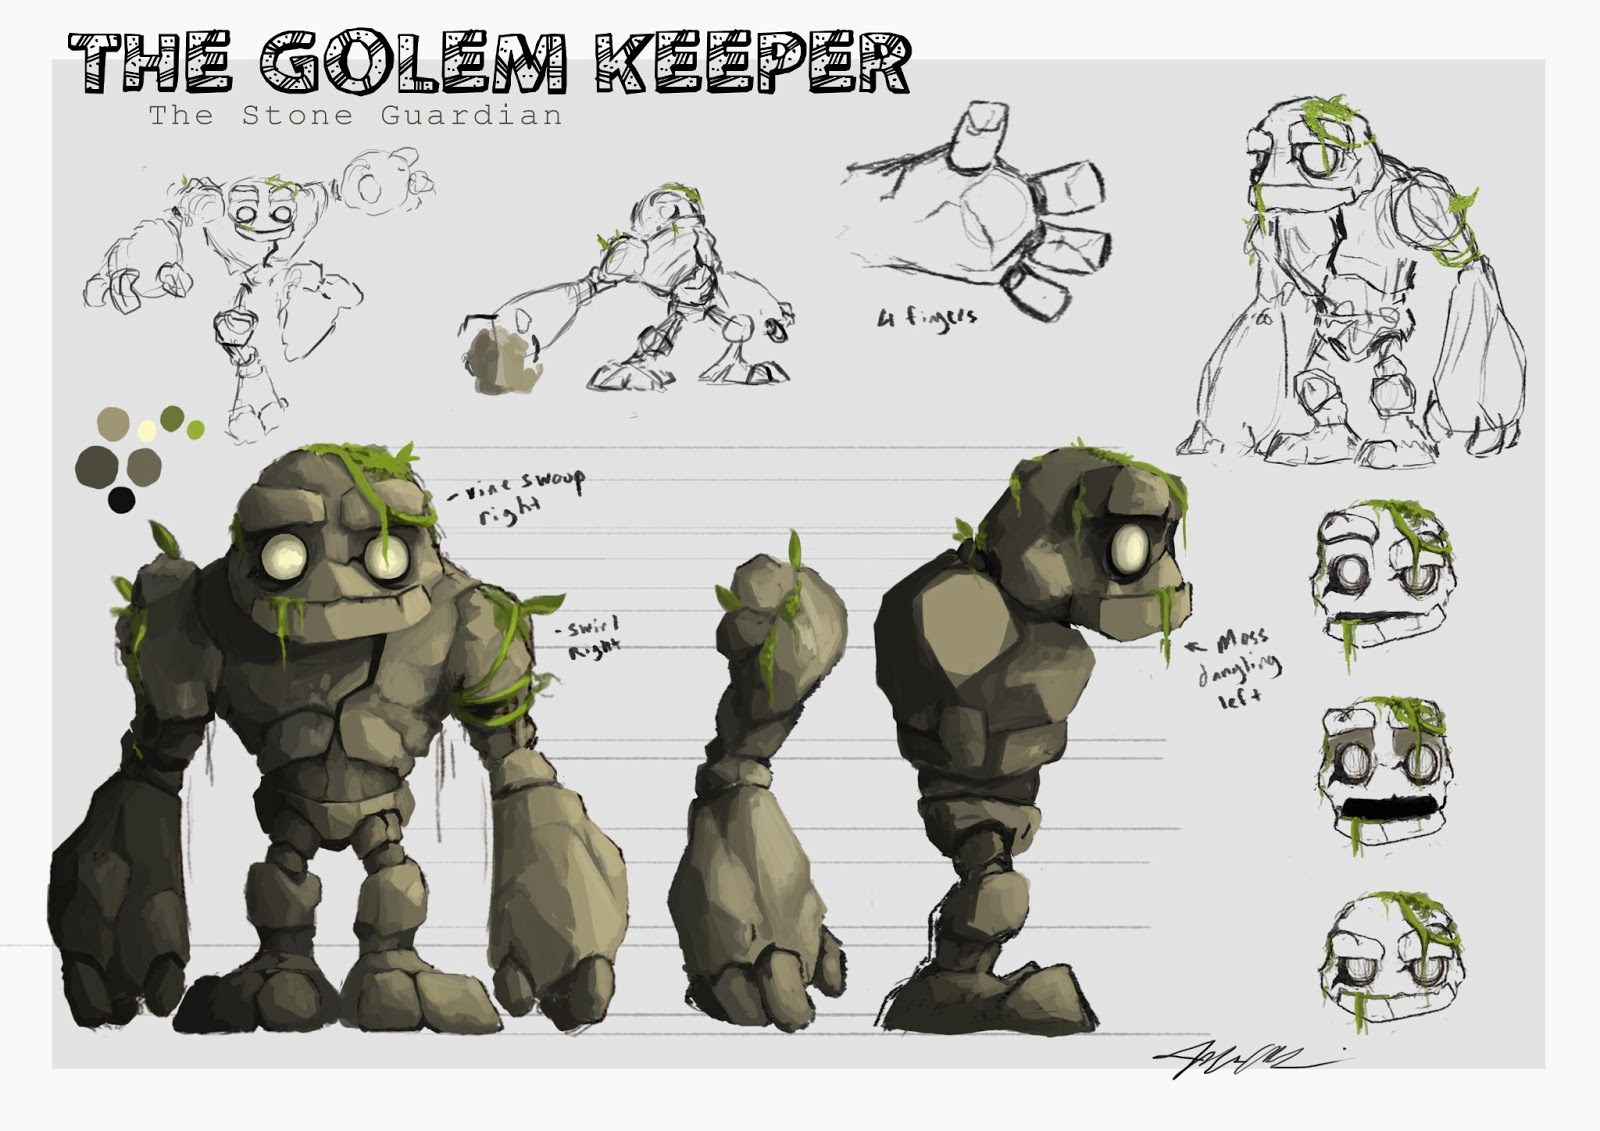 THE GOLEM KEEPER
The Stone Guardian
4 fingers
- vine swoop
right
- swirl
Right
← Moss
dangling
left